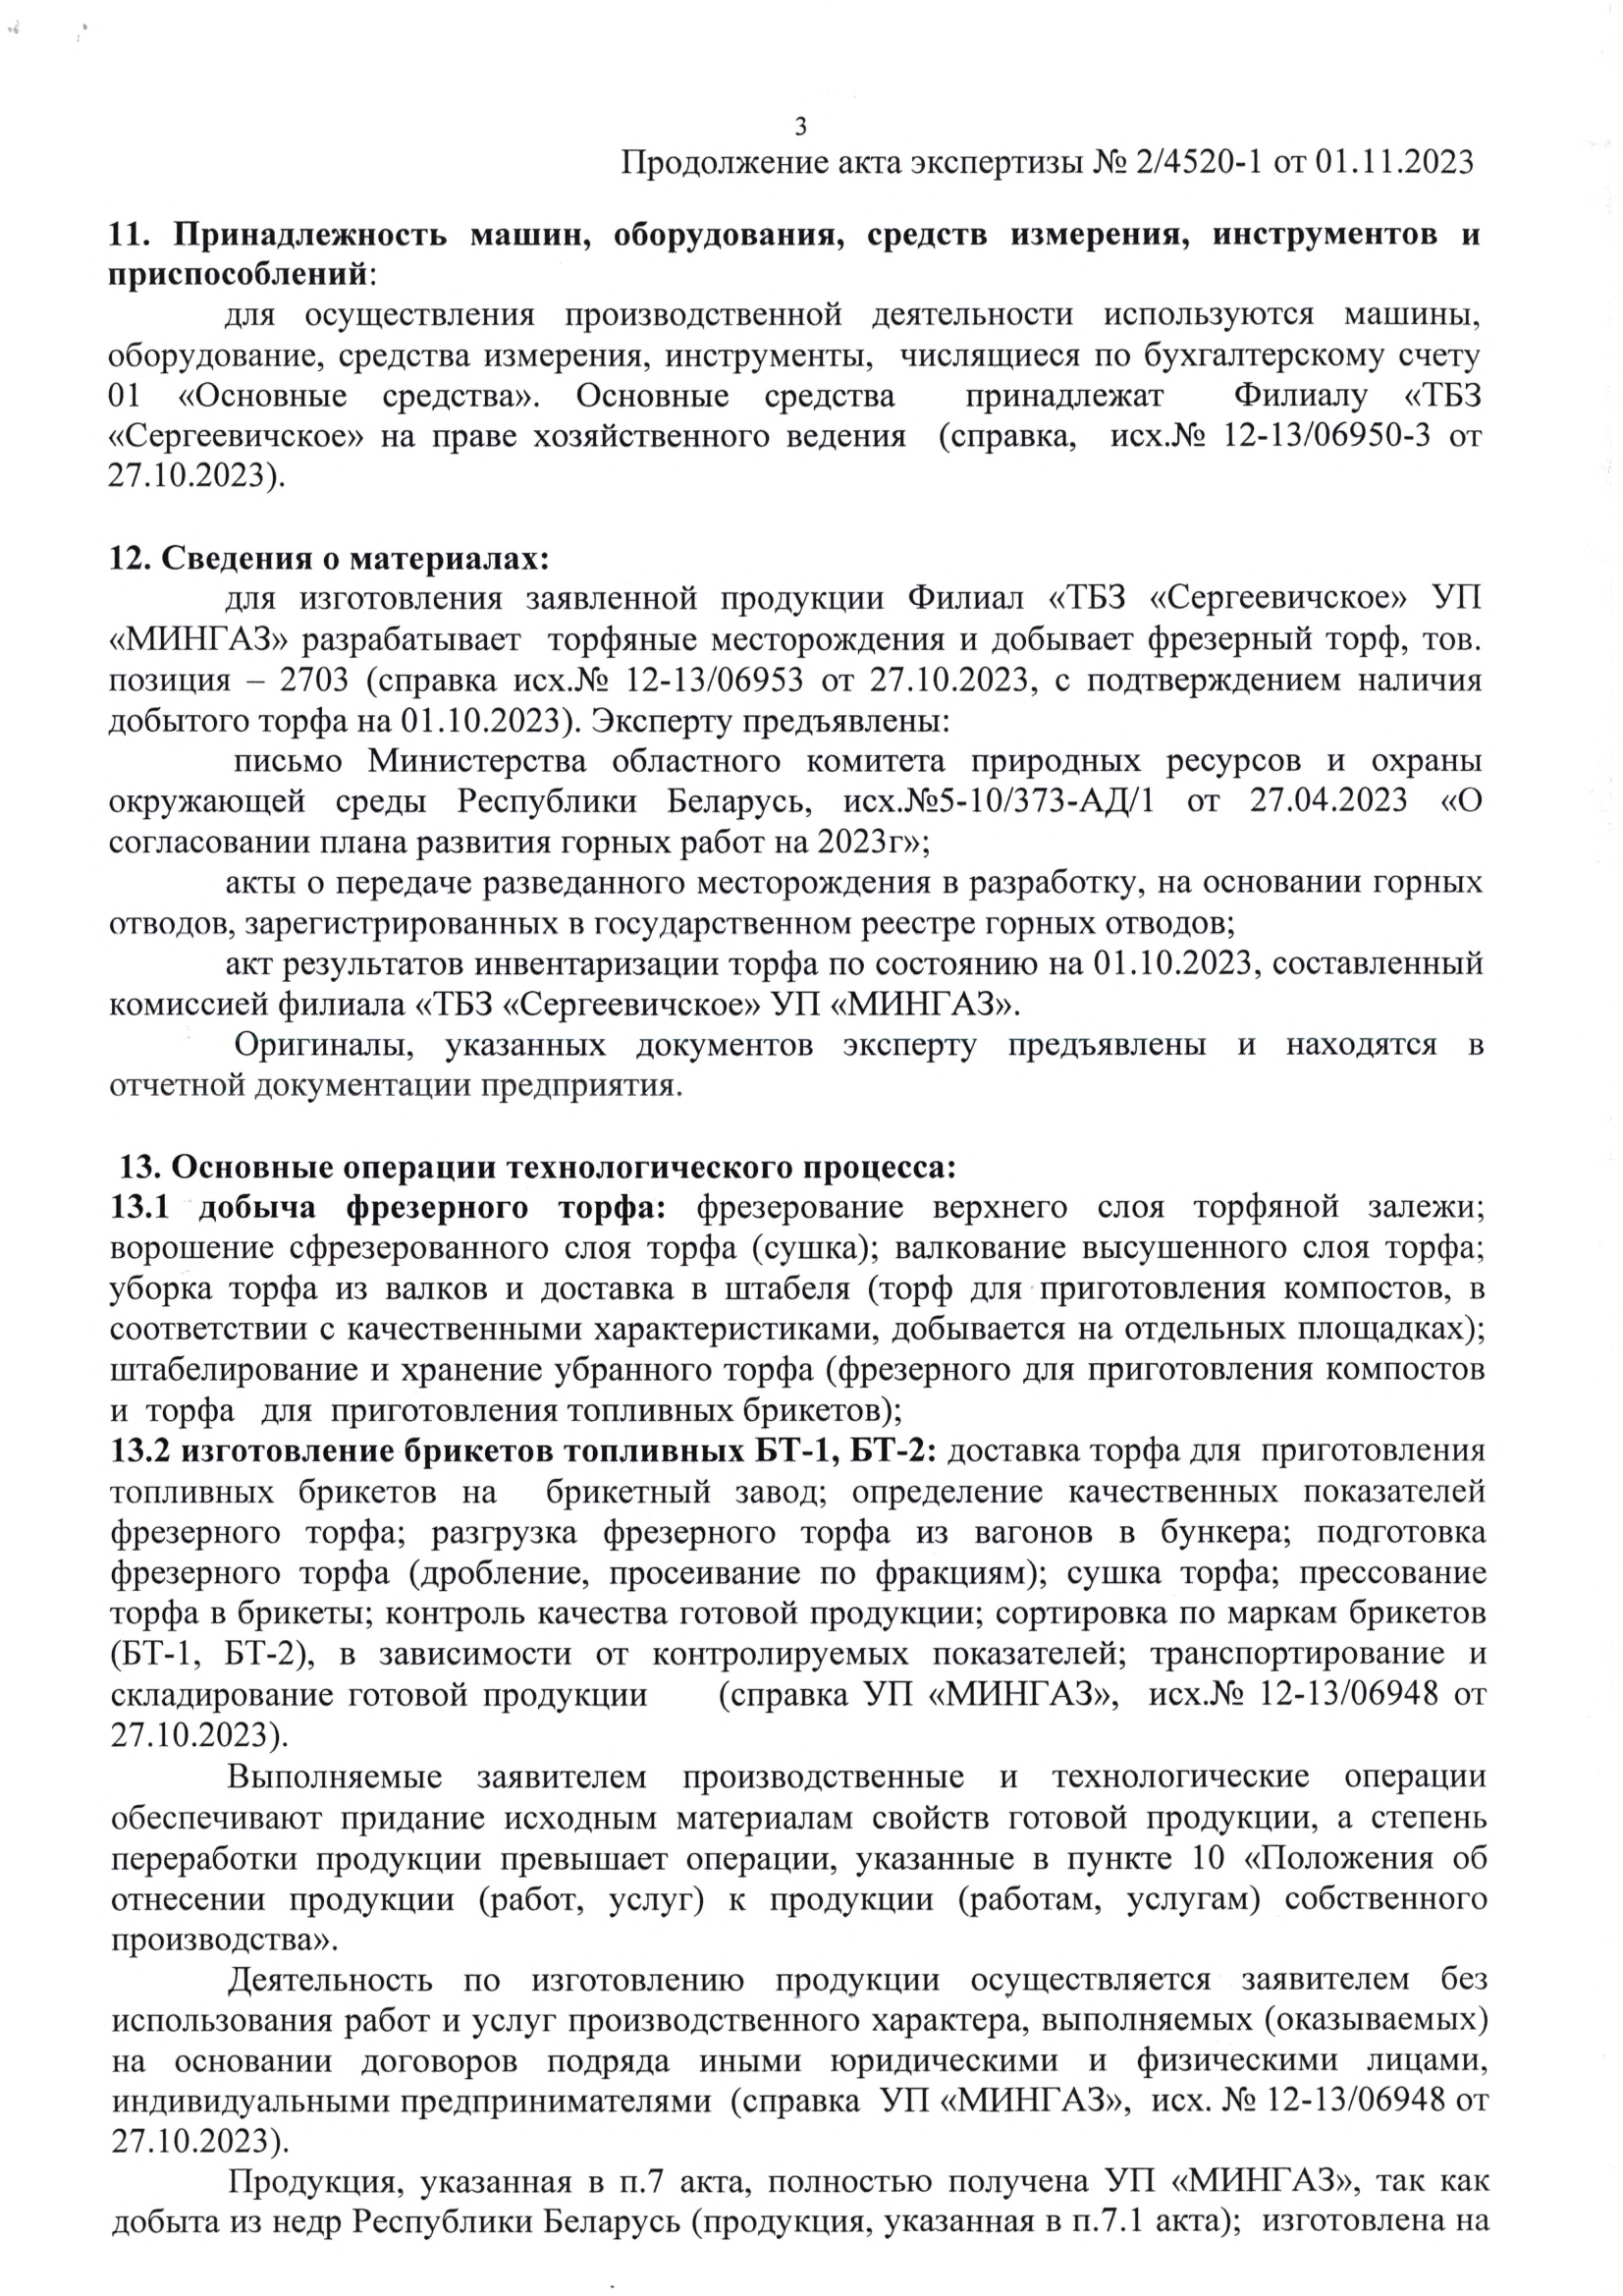 3
Продолжение акта экспертизы № 2/4520-1 от 01.11.2023
11. Принадлежность машин, оборудования, средств измерения, инструментов и
приспособлений:
для осуществления производственной деятельности используются машины,
оборудование, средства измерения, инструменты, числящиеся по бухгалтерскому счету
01 «Основные средства». Основные средства принадлежат Филиалу «ТБЗ
«Сергеевичское» на праве хозяйственного ведения (справка, исх.№ 12-13/06950-3 от
27.10.2023).
12. Сведения о материалах:
для изготовления заявленной продукции Филиал «ТБЗ «Сергеевичское» УП
«МИНГАЗ» разрабатывает торфяные месторождения и добывает фрезерный торф, тов.
позиция – 2703 (справка исх.№ 12-13/06953 от 27.10.2023, с подтверждением наличия
добытого торфа на 01.10.2023). Эксперту предъявлены:
письмо Министерства областного комитета природных ресурсов и охраны
окружающей среды Республики Беларусь, исх.№5-10/373-АД/1 от 27.04.2023 «О
согласовании плана развития горных работ на 2023г»;
акты о передаче разведанного месторождения в разработку, на основании горных
отводов, зарегистрированных в государственном реестре горных отводов;
акт результатов инвентаризации торфа по состоянию на 01.10.2023, составленный
комиссией филиала «ТБЗ «Сергеевичское» УП «МИНГАЗ».
Оригиналы, указанных документов эксперту предъявлены и находятся в
отчетной документации предприятия.
13. Основные операции технологического процесса:
13.1 добыча фрезерного торфа: фрезерование верхнего слоя торфяной залежи;
ворошение сфрезерованного слоя торфа (сушка); валкование высушенного слоя торфа;
уборка торфа из валков и доставка в штабеля (торф для приготовления компостов, в
соответствии с качественными характеристиками, добывается на отдельных площадках);
штабелирование и хранение убранного торфа (фрезерного для приготовления компостов
и торфа для приготовления топливных брикетов);
13.2 изготовление брикетов топливных БТ-1, БТ-2: доставка торфа для приготовления
топливных брикетов на брикетный завод; определение качественных показателей
фрезерного торфа; разгрузка фрезерного торфа из вагонов в бункера; подготовка
фрезерного торфа (дробление, просеивание по фракциям); сушка торфа; прессование
торфа в брикеты; контроль качества готовой продукции; сортировка по маркам брикетов
(БТ-1, БТ-2), в зависимости от контролируемых показателей; транспортирование и
складирование готовой продукции (справка УП «МИНГАЗ», исх.№ 12-13/06948 от
27.10.2023).
Выполняемые заявителем производственные и технологические операции
обеспечивают придание исходным материалам свойств готовой продукции, а степень
переработки продукции превышает операции, указанные в пункте 10 «Положения об
отнесении продукции (работ, услуг) к продукции (работам, услугам) собственного
производства».
Деятельность по изготовлению продукции осуществляется заявителем без
использования работ и услуг производственного характера, выполняемых (оказываемых)
на основании договоров подряда иными юридическими и физическими лицами,
индивидуальными предпринимателями (справка УП «МИНГАЗ», исх. № 12-13/06948 от
27.10.2023).
Продукция, указанная в п.7 акта, полностью получена УП «МИНГАЗ», так как
добыта из недр Республики Беларусь (продукция, указанная в п.7.1 акта); изготовлена на